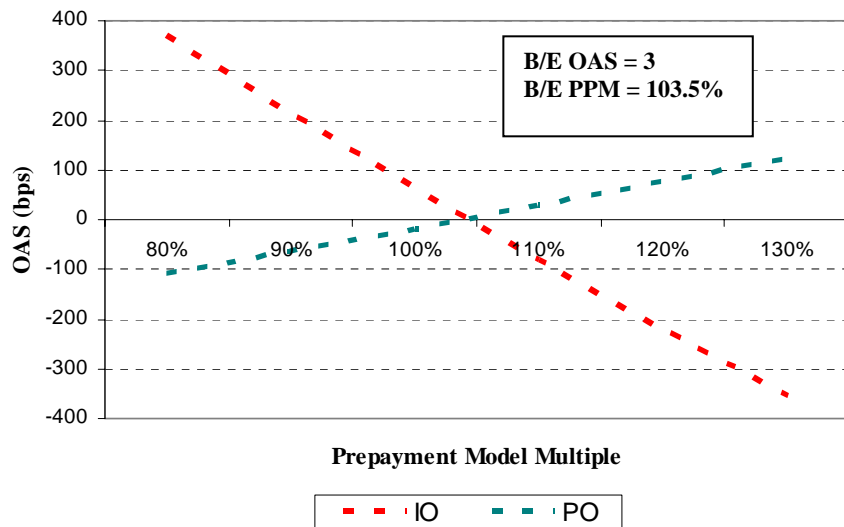 400
300
200
100
0
-100
-200
-300
-400
OAS (bps)
B/E OAS = 3
B/E PPM = 103.5%
80% 90% 100% 110% 120% 130%
Prepayment Model Multiple
IO PO